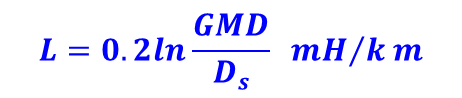 L = 0.2ln GMD/D_s mH/km